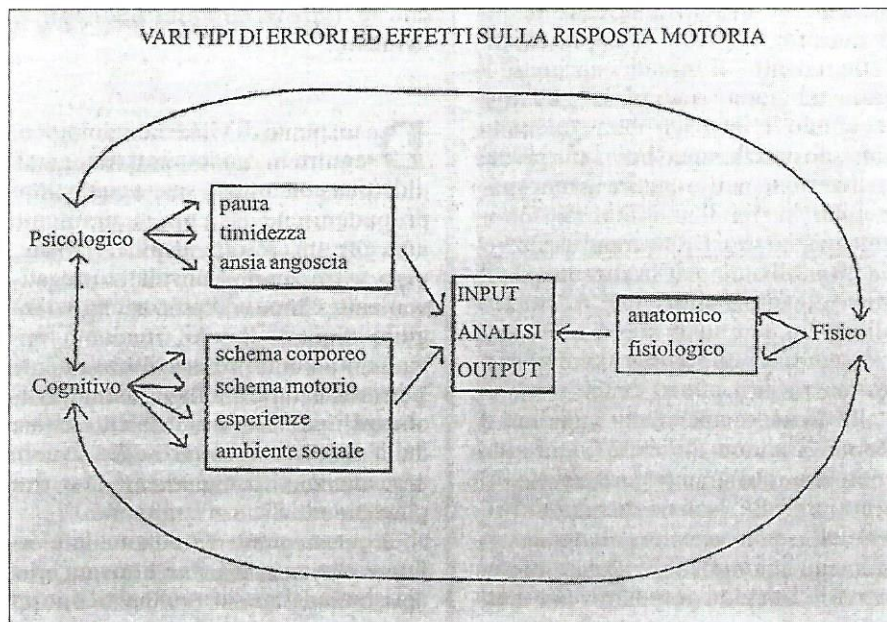 VARI TIPI DI ERRORI ED EFFETTI SULLA RISPOSTA MOTORIA
Psicologico
paura
timidezza
ansia angoscia
Cognitivo
schema corporeo
schema motorio
esperienze
ambiente sociale
INPUT
ANALISI
OUTPUT
anatomico
fisiologico
Fisico